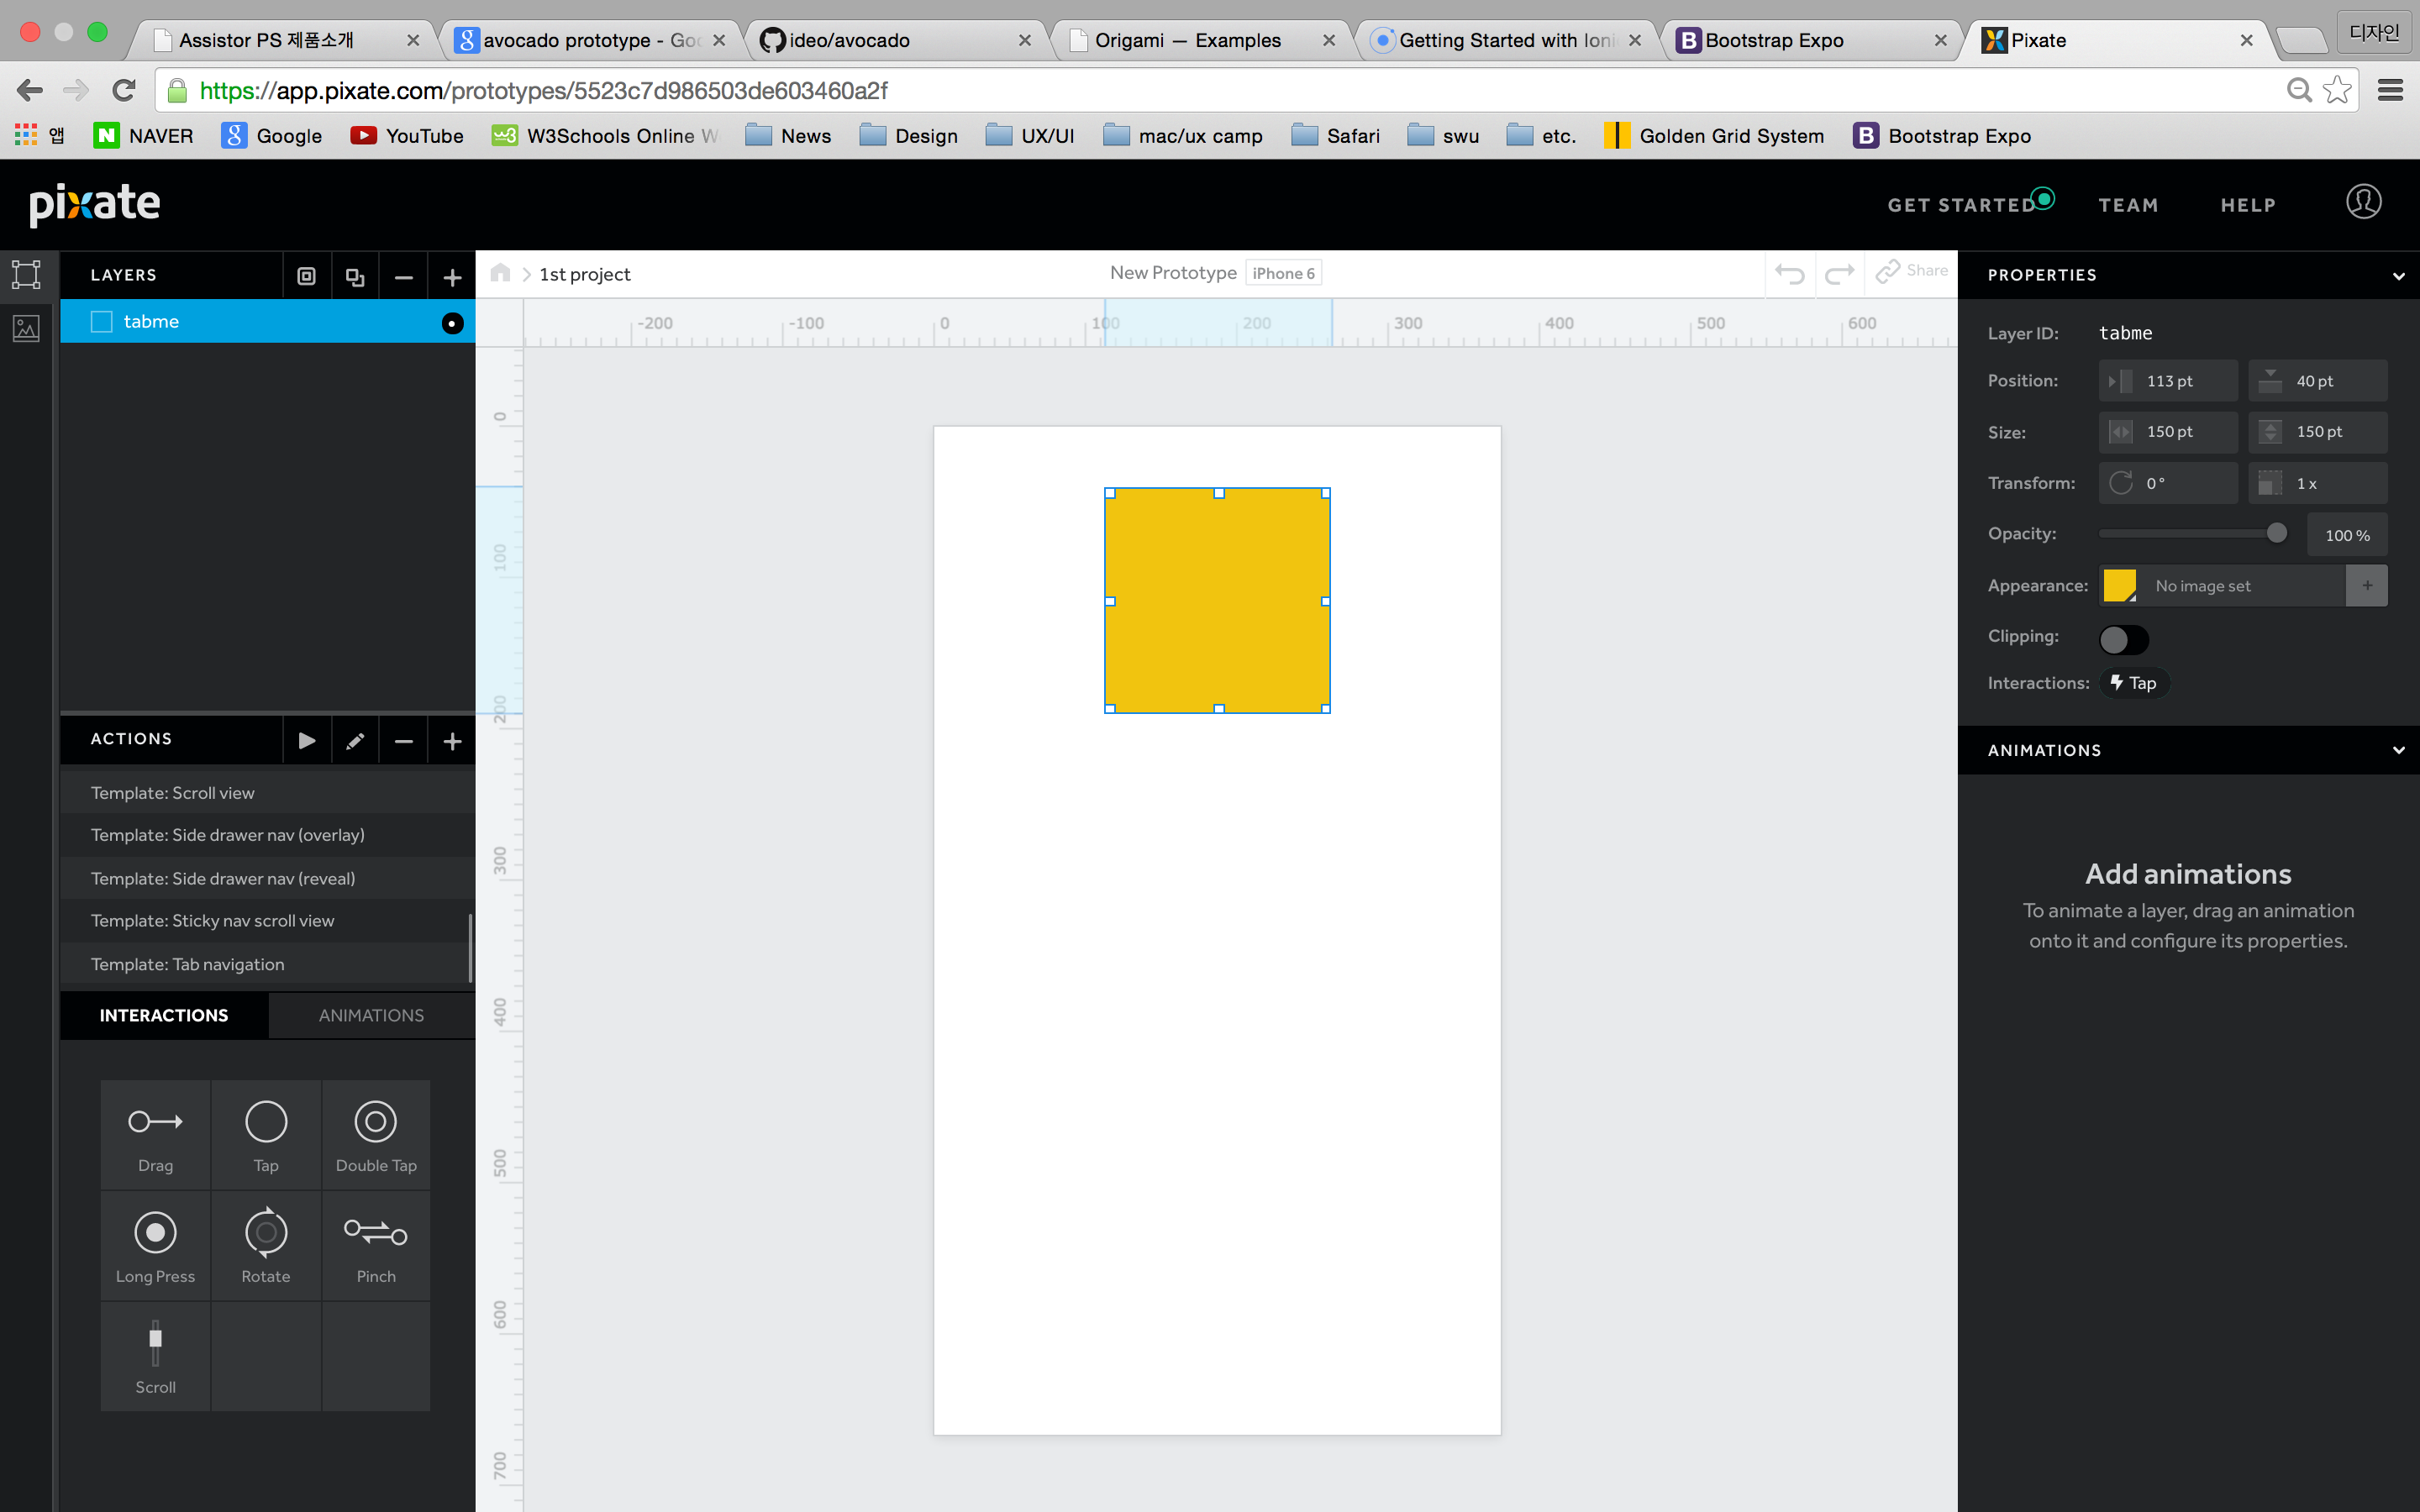 Assistor PS 제품소개
avocado prototype - Goo
ideo/avocado
Origami — Examples
Getting Started with Ioni
Bootstrap Expo
Pixate
디자인
https://app.pixate.com/prototypes/5523c7d986503de603460a2f
앱
NAVER
Google
YouTube
W3Schools Online W
News
Design
UX/UI
mac/ux camp
Safari
swu
etc.
Golden Grid System
Bootstrap Expo
pixate
GET STARTED
TEAM
HELP
LAYERS
1st project
New Prototype
iPhone 6
Share
PROPERTIES
tabme
-200
-100
0
100
200
300
400
500
600
Layer ID:
tabme
Position:
113 pt
40 pt
Size:
150 pt
150 pt
Transform:
0°
1 x
Opacity:
100 %
Appearance:
No image set
Clipping:
Interactions:
Tap
0
100
200
300
400
500
600
700
ACTIONS
Template: Scroll view
Template: Side drawer nav (overlay)
Template: Side drawer nav (reveal)
Template: Sticky nav scroll view
Template: Tab navigation
ANIMATIONS
Add animations
To animate a layer, drag an animation
onto it and configure its properties.
INTERACTIONS
ANIMATIONS
Drag
Tap
Double Tap
Long Press
Rotate
Pinch
Scroll